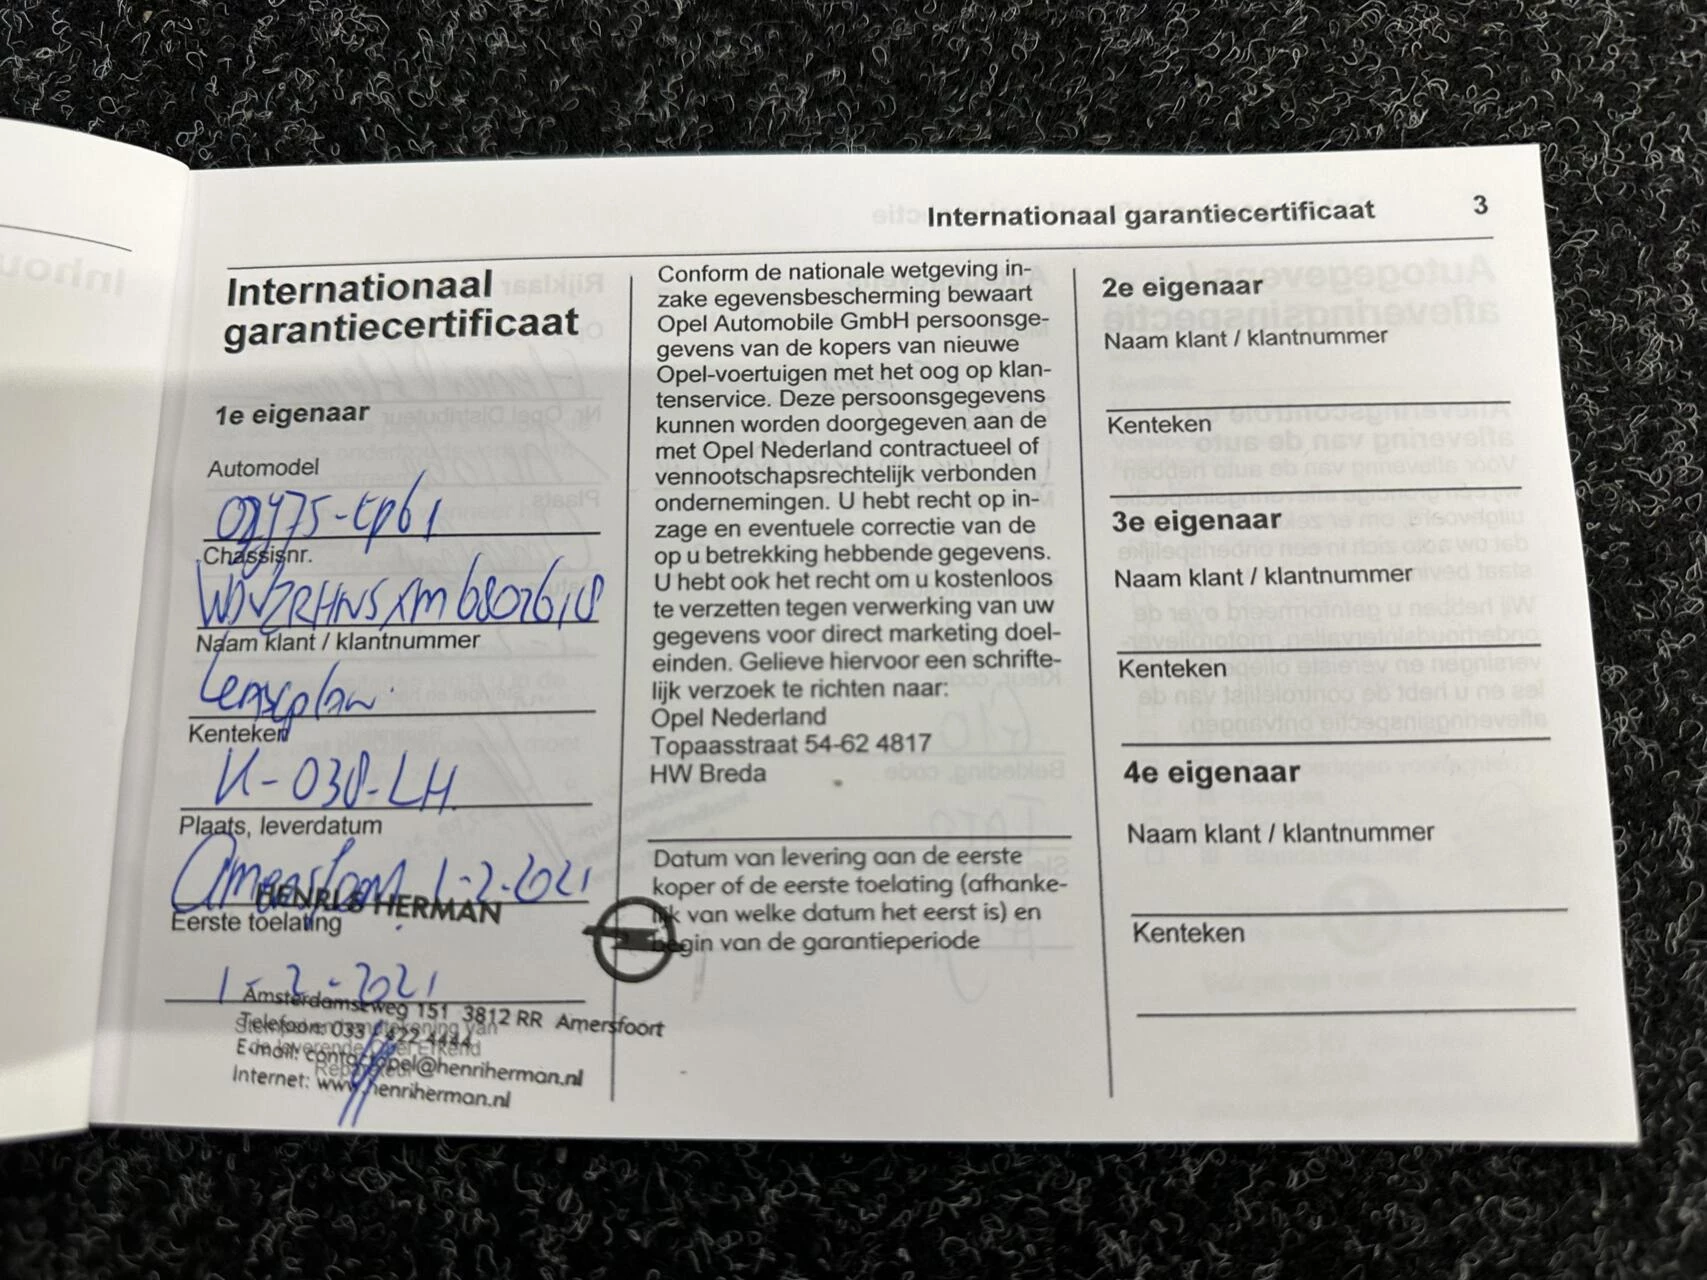 Internationaal garantiecertificaat 3
Internationaal
garantiecertificaat
1e eigenaar
Automodel
Chassisnr.
Naam klant / klantnummer
Leaseplan
Kenteken
V-038-LH
Plaats, leverdatum
Amersfoort 1-2-2021
HENRI HERMAN
Eerste toelating
1-2-2021
Amsterdamseweg 151 3812 RR Amersfoort
Telefoon: 033 / 422 4444
E-mail: contactopel@henriherman.nl
Internet: www.henriherman.nl
Conform de nationale wetgeving in-
zake egevensbescherming bewaart
Opel Automobile GmbH persoonsge-
gevens van de kopers van nieuwe
Opel-voertuigen met het oog op klan-
tenservice. Deze persoonsgegevens
kunnen worden doorgegeven aan de
met Opel Nederland contractueel of
vennootschapsrechtelijk verbonden
ondernemingen. U hebt recht op in-
zage en eventuele correctie van de
op u betrekking hebbende gegevens.
U hebt ook het recht om u kostenloos
te verzetten tegen verwerking van uw
gegevens voor direct marketing doel-
einden. Gelieve hiervoor een schrifte-
lijk verzoek te richten naar:
Opel Nederland
Topaasstraat 54-62 4817
HW Breda
Datum van levering aan de eerste
koper of de eerste toelating (afhanke-
lijk van welke datum het eerst is) en
begin van de garantieperiode
2e eigenaar
Naam klant / klantnummer
Kenteken
3e eigenaar
Naam klant / klantnummer
Kenteken
4e eigenaar
Naam klant / klantnummer
Kenteken